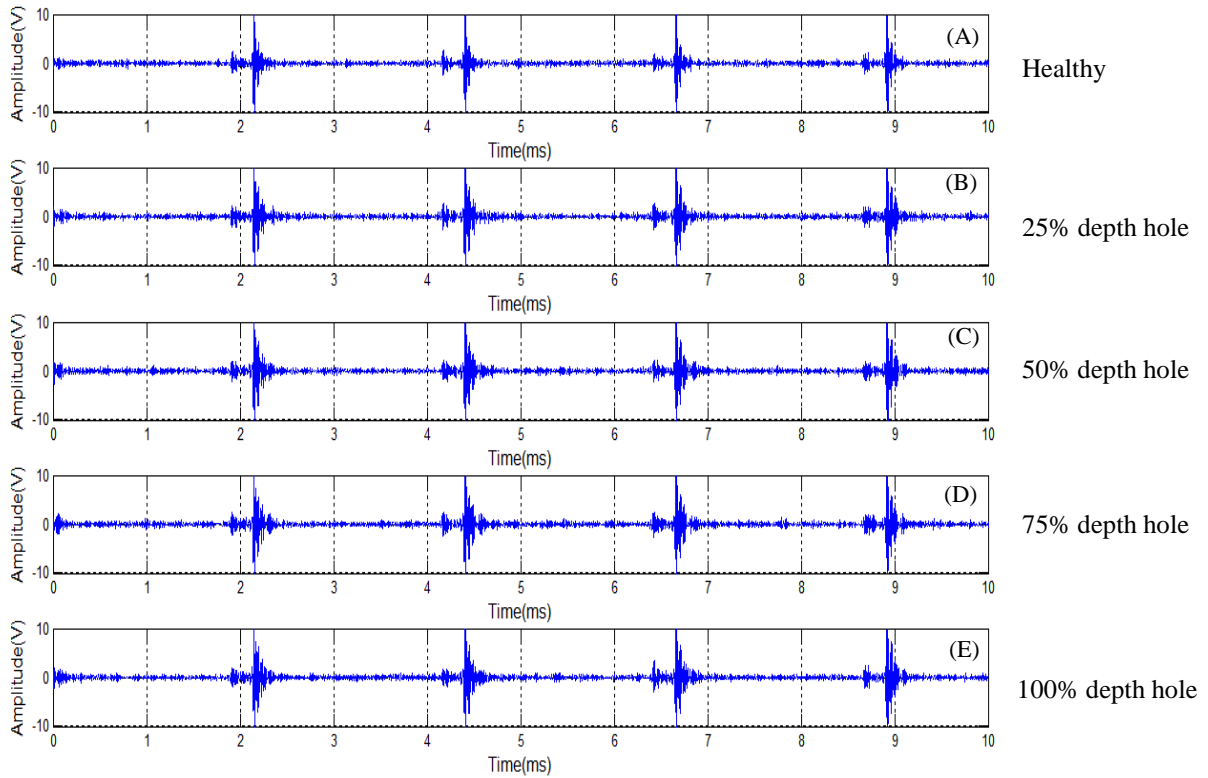 Amplitude(V)
10
0
-10
(A)
Healthy
0 1 2 3 4 5 6 7 8 9 10
Time(ms)
Amplitude(V)
10
0
-10
(B)
25% depth hole
0 1 2 3 4 5 6 7 8 9 10
Time(ms)
Amplitude(V)
10
0
-10
(C)
50% depth hole
0 1 2 3 4 5 6 7 8 9 10
Time(ms)
Amplitude(V)
10
0
-10
(D)
75% depth hole
0 1 2 3 4 5 6 7 8 9 10
Time(ms)
Amplitude(V)
10
0
-10
(E)
100% depth hole
0 1 2 3 4 5 6 7 8 9 10
Time(ms)